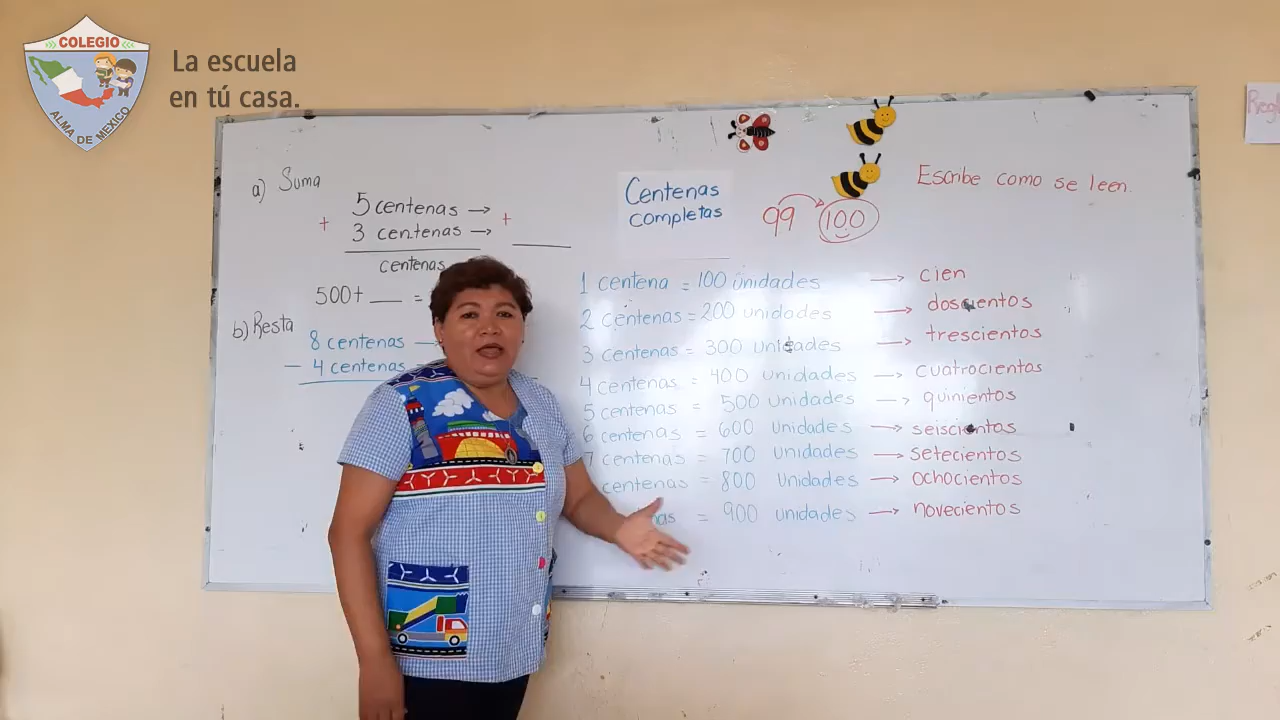 COLEGIO
ALMA DE MEXICO
La escuela
en tú casa.
a) Suma
5 centenas →
+ 3 centenas → + ____
centenas
500+ ___ =
b) Resta
8 centenas →
− 4 centenas
Centenas
completas
99 100
Escribe como se leen.
1 centena = 100 unidades → cien
2 centenas = 200 unidades → doscientos
3 centenas = 300 unidades → trescientos
4 centenas = 400 unidades → cuatrocientos
5 centenas = 500 unidades → quinientos
6 centenas = 600 unidades → seiscientos
7 centenas = 700 unidades → setecientos
centenas = 800 unidades → ochocientos
nas = 900 unidades → novecientos